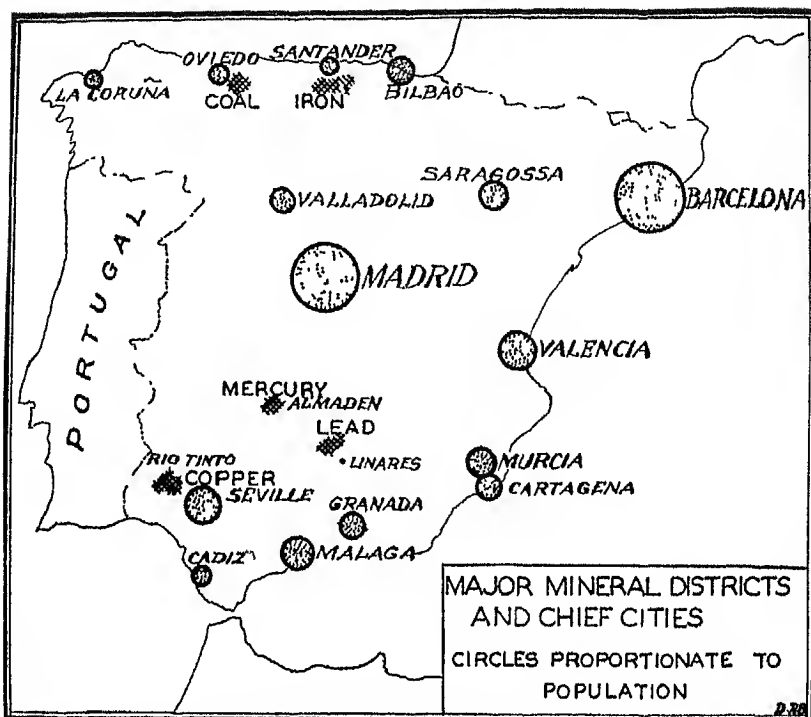 OVIEDO
SANTANDER
LA CORUÑA
COAL
IRON
BILBAO
SARAGOSSA
VALLADOLID
BARCELONA
MADRID
PORTUGAL
VALENCIA
MERCURY
ALMADEN
LEAD
RIO TINTO
LINARES
MURCIA
COPPER
SEVILLE
CARTAGENA
GRANADA
CADIZ
MALAGA
MAJOR MINERAL DISTRICTS
AND CHIEF CITIES
CIRCLES PROPORTIONATE TO
POPULATION